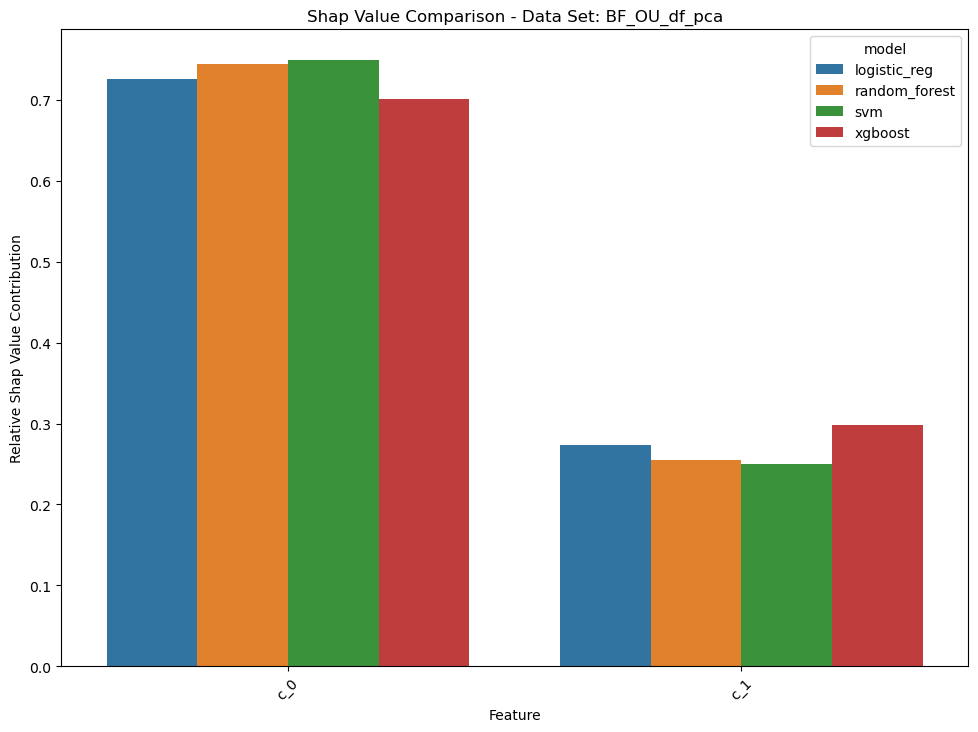 Shap Value Comparison - Data Set: BF_OU_df_pca
model
logistic_reg
random_forest
svm
xgboost
Relative Shap Value Contribution
0.7
0.6
0.5
0.4
0.3
0.2
0.1
0.0
c_0
c_1
Feature